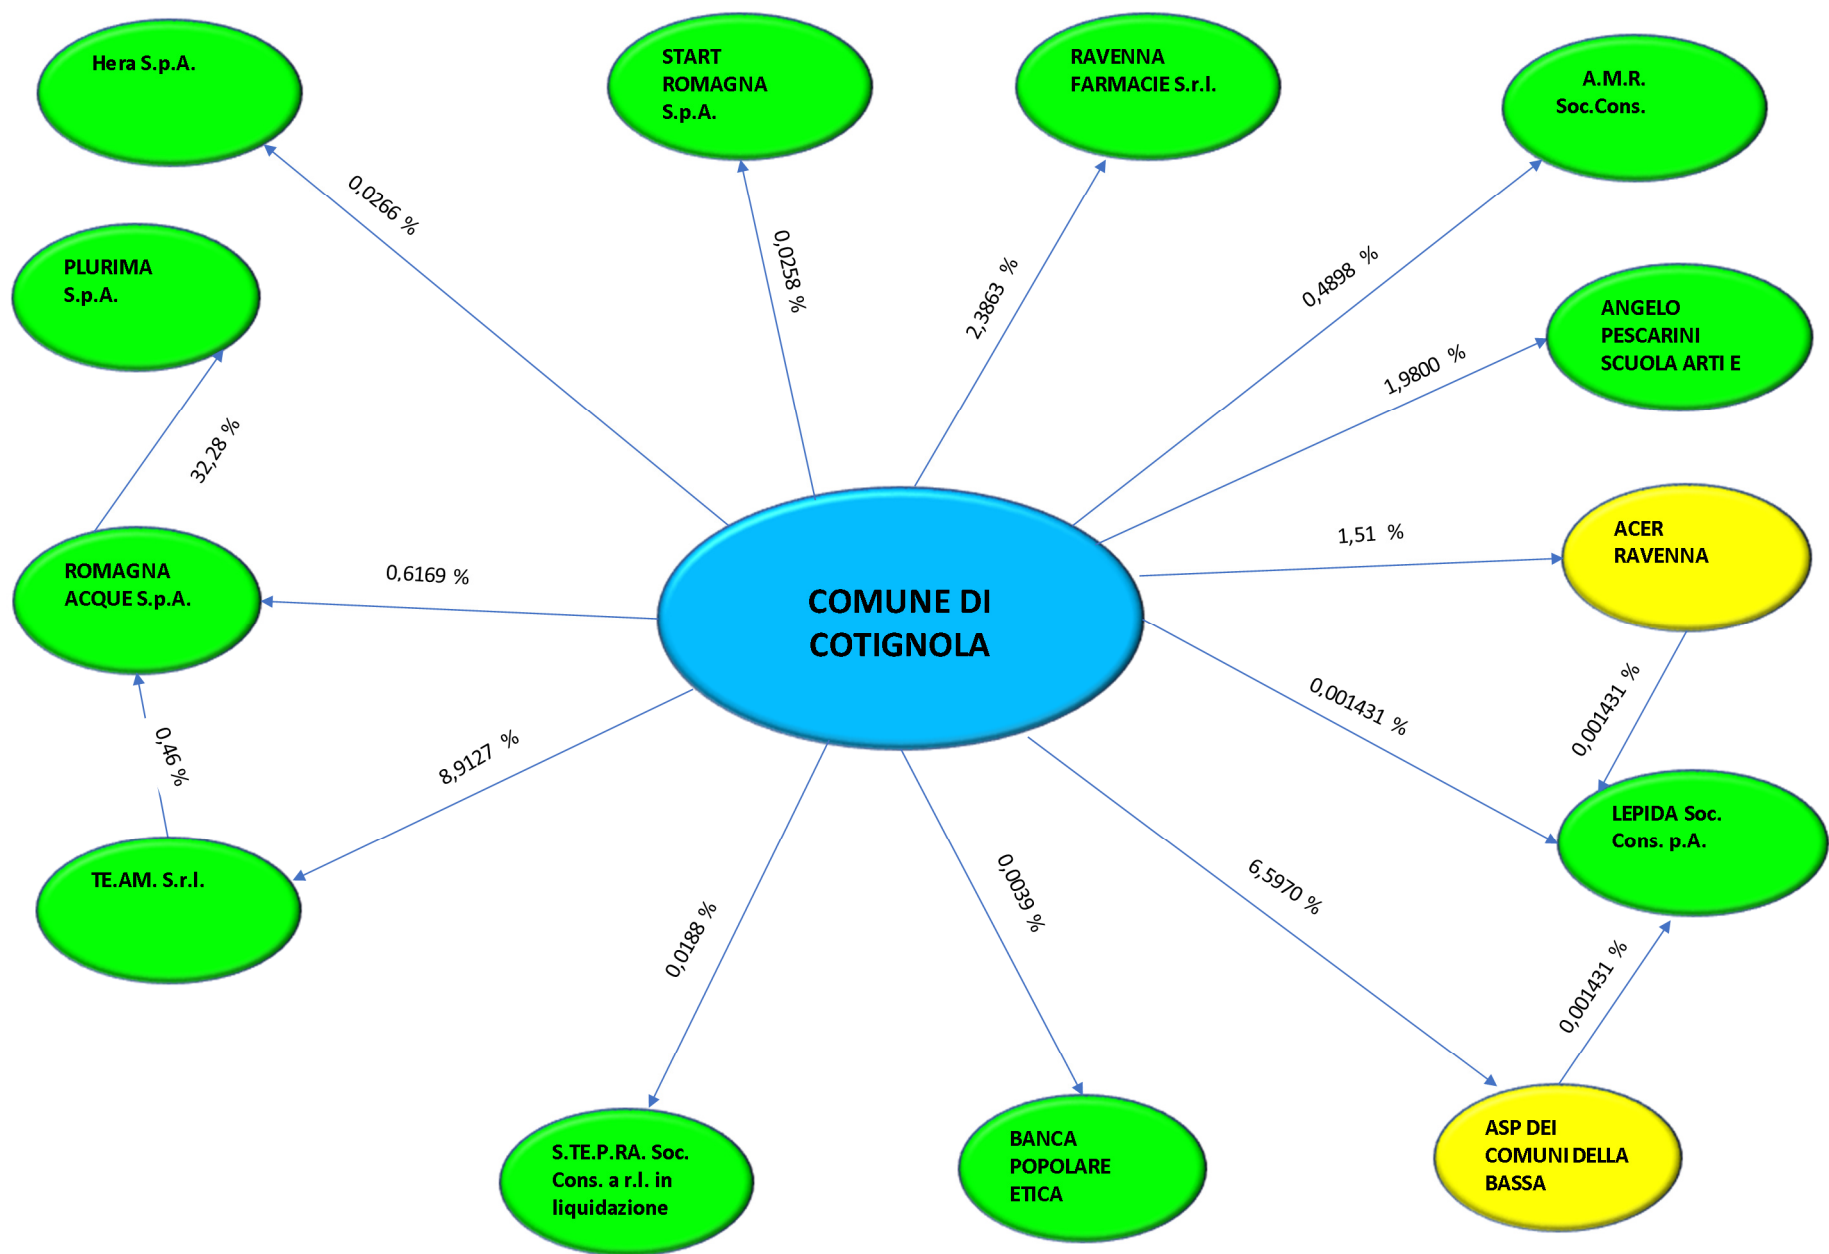 Hera S.p.A.
START
ROMAGNA
S.p.A.
RAVENNA
FARMACIE S.r.l.
A.M.R.
Soc.Cons.
0,0266 %
0,0258 %
2,3863 %
0,4898 %
PLURIMA
S.p.A.
ANGELO
PESCARINI
SCUOLA ARTI E
1,9800 %
32,28 %
ACER
RAVENNA
1,51 %
ROMAGNA
ACQUE S.p.A.
0,6169 %
COMUNE DI
COTIGNOLA
0,001431 %
0,001431 %
0,46 %
8,9127 %
LEPIDA Soc.
Cons. p.A.
TE.AM. S.r.l.
0,0188 %
0,0039 %
6,5970 %
0,001431 %
S.TE.P.RA. Soc.
Cons. a r.l. in
liquidazione
BANCA
POPOLARE
ETICA
ASP DEI
COMUNI DELLA
BASSA